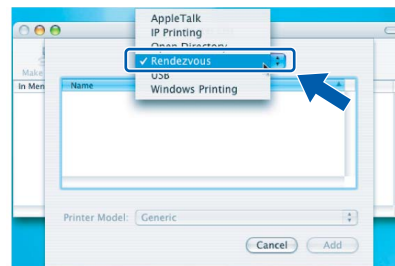 AppleTalk
IP Printing
Open Directory
✓ Rendezvous
USB
Windows Printing
Make
In Men
Name
Printer Model: Generic
Cancel Add